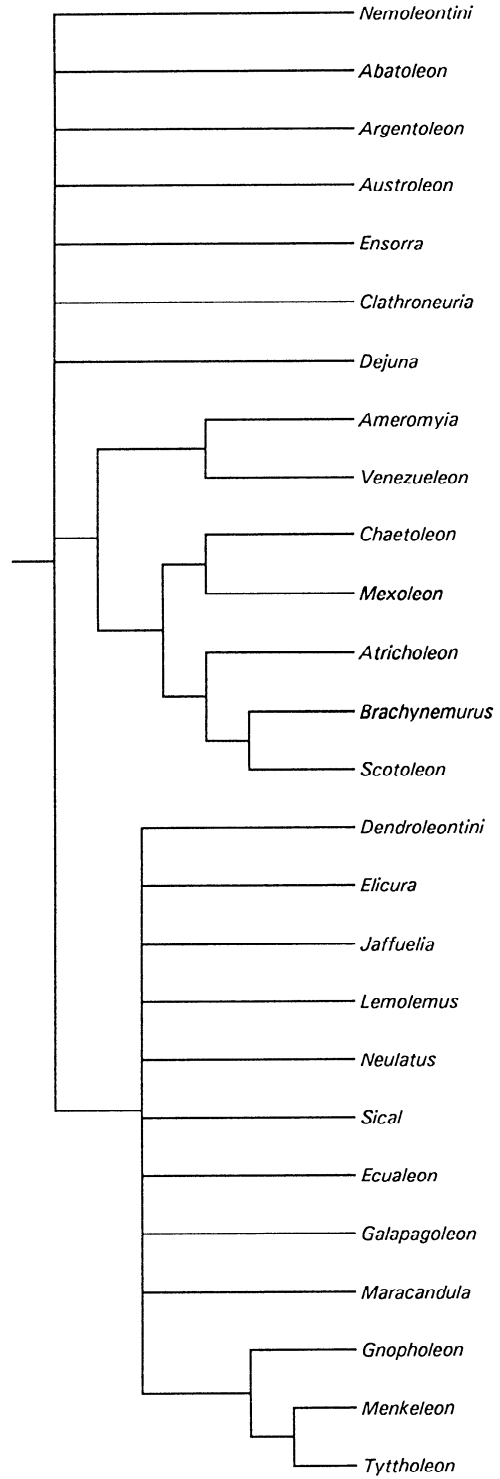 Nemoleontini
Abatoleon
Argentoleon
Austroleon
Ensorra
Clathroneuria
Dejuna
Ameromyia
Venezueleon
Chaetoleon
Mexoleon
Atricholeon
Brachynemurus
Scotoleon
Dendroleontini
Elicura
Jaffuelia
Lemolemus
Neulatus
Sical
Ecualeon
Galapagoleon
Maracandula
Gnopholeon
Menkeleon
Tyttholeon